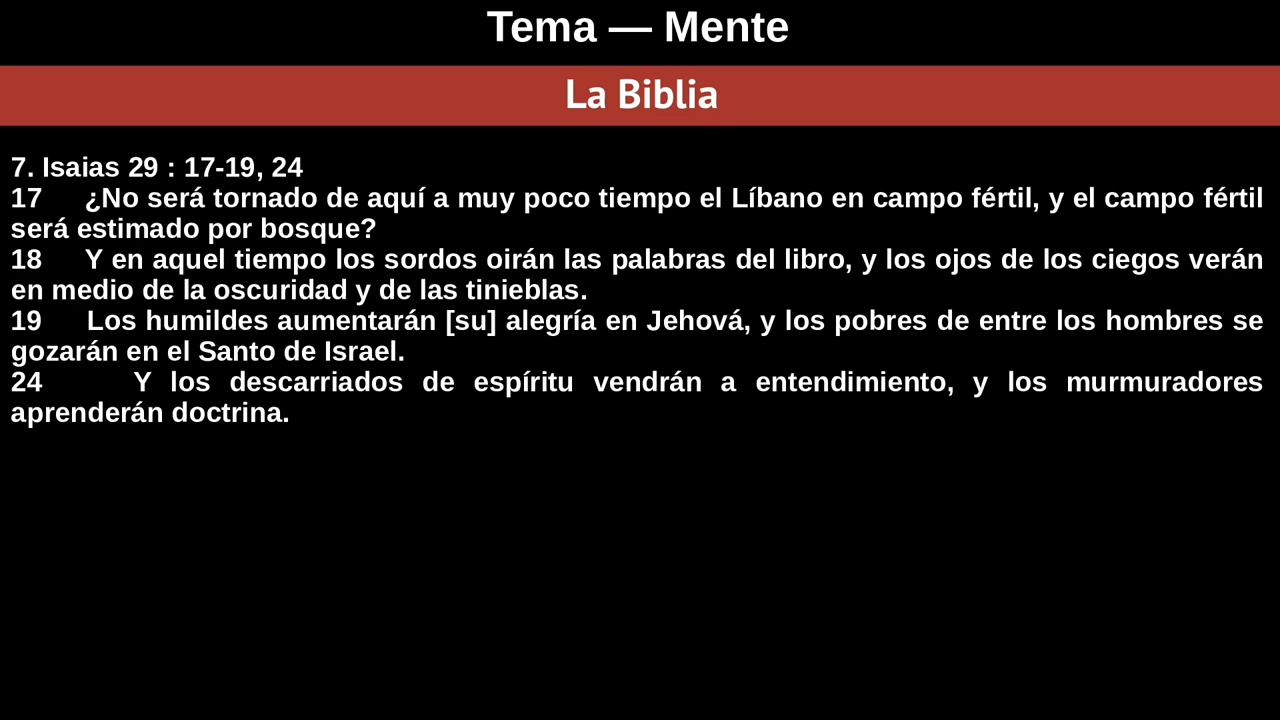 Tema — Mente
La Biblia
7. Isaias 29 : 17-19, 24
17 ¿No será tornado de aquí a muy poco tiempo el Líbano en campo fértil, y el campo fértil
será estimado por bosque?
18 Y en aquel tiempo los sordos oirán las palabras del libro, y los ojos de los ciegos verán
en medio de la oscuridad y de las tinieblas.
19 Los humildes aumentarán [su] alegría en Jehová, y los pobres de entre los hombres se
gozarán en el Santo de Israel.
24 Y los descarriados de espíritu vendrán a entendimiento, y los murmuradores
aprenderán doctrina.